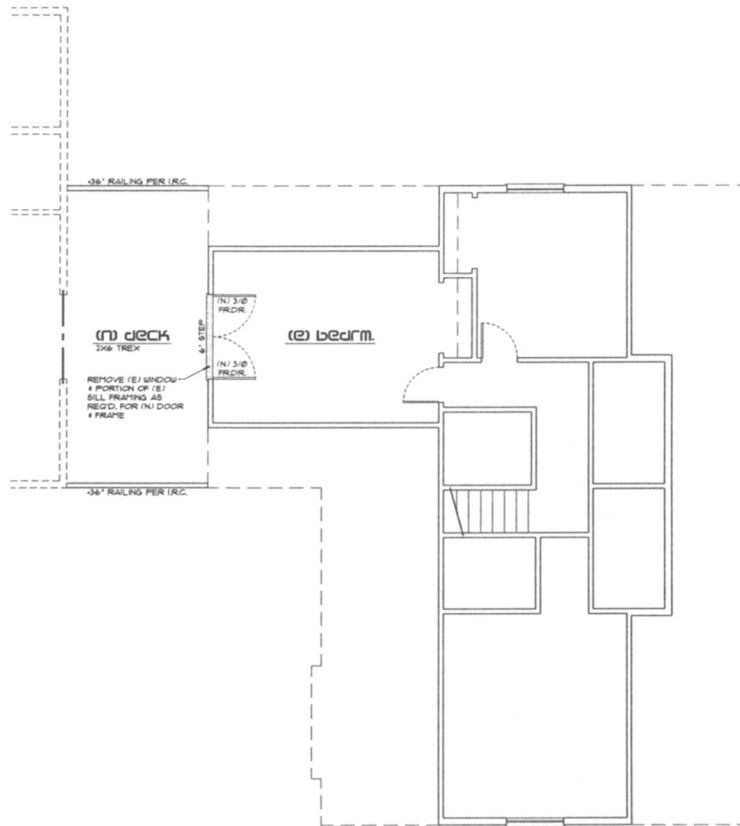 +36" RAILING PER I.R.C.
(N) 3/0
FR.DR.
(n) deck
2X6 TREX
6" STEP
(e) bedrm.
(N) 3/0
FR.DR.
REMOVE (E) WINDOW
& PORTION OF (E)
SILL FRAMING AS
REQ'D. FOR (N) DOOR
& FRAME
+36" RAILING PER I.R.C.